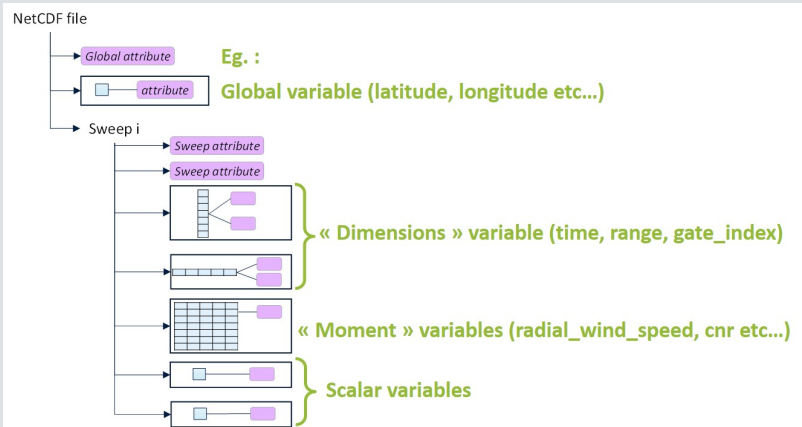 NetCDF file
Global attribute
Eg. :
attribute
Global variable (latitude, longitude etc...)
Sweep i
Sweep attribute
Sweep attribute
« Dimensions » variable (time, range, gate_index)
« Moment » variables (radial_wind_speed, cnr etc...)
Scalar variables